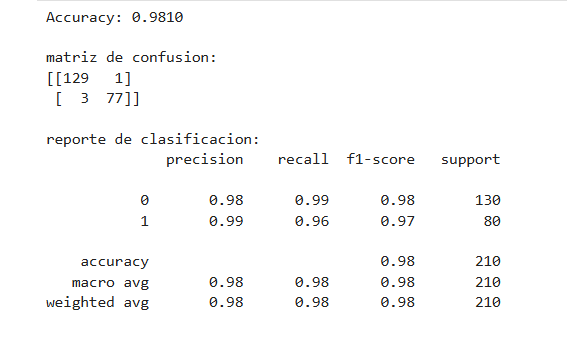 Accuracy: 0.9810
matriz de confusion:
[[129   1]
 [  3  77]]
reporte de clasificacion:
              precision    recall  f1-score   support
           0       0.98      0.99      0.98       130
           1       0.99      0.96      0.97        80
    accuracy                           0.98       210
   macro avg       0.98      0.98      0.98       210
weighted avg       0.98      0.98      0.98       210